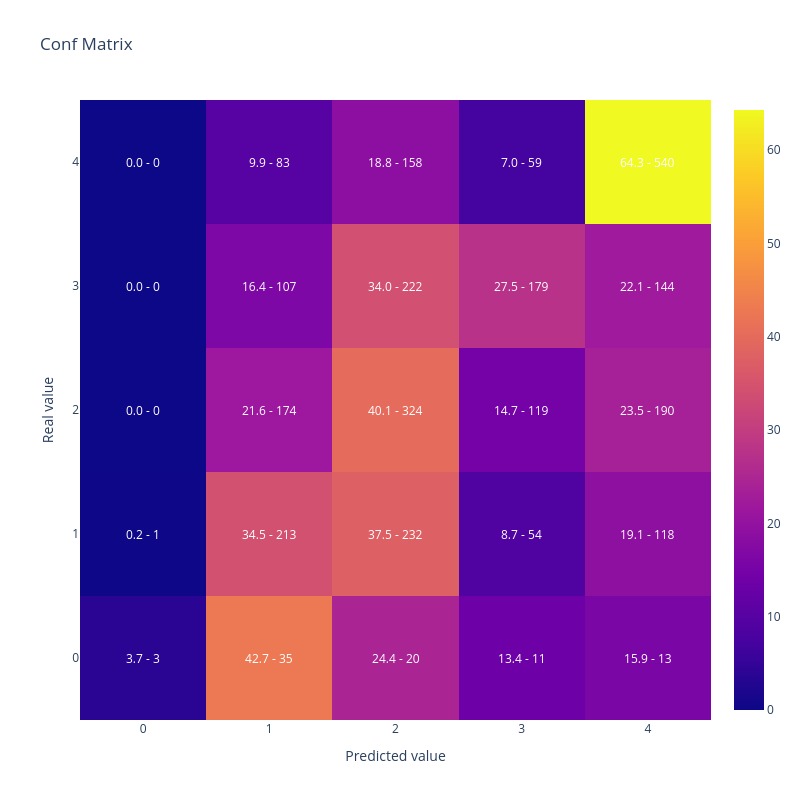 Conf Matrix
4 0.0 - 0 9.9 - 83 18.8 - 158 7.0 - 59 64.3 - 540
3 0.0 - 0 16.4 - 107 34.0 - 222 27.5 - 179 22.1 - 144
2 0.0 - 0 21.6 - 174 40.1 - 324 14.7 - 119 23.5 - 190
1 0.2 - 1 34.5 - 213 37.5 - 232 8.7 - 54 19.1 - 118
0 3.7 - 3 42.7 - 35 24.4 - 20 13.4 - 11 15.9 - 13
0 1 2 3 4
Predicted value
Real value
60
50
40
30
20
10
0